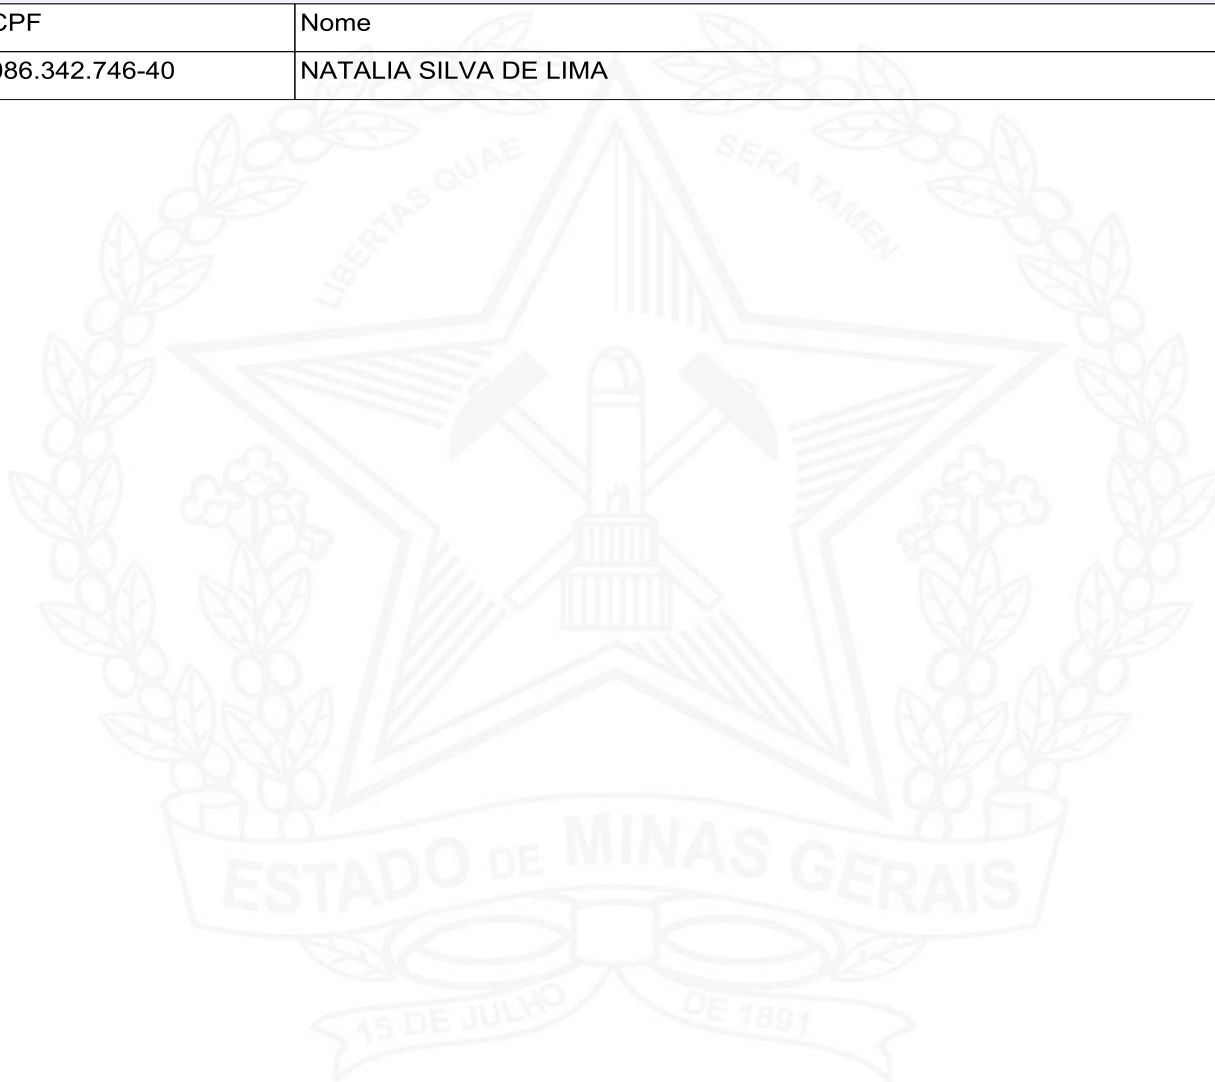 CPF Nome
086.342.746-40 NATALIA SILVA DE LIMA
LIBERTAS QUAE SERA TAMEN
ESTADO DE MINAS GERAIS
15 DE JULHO DE 1891